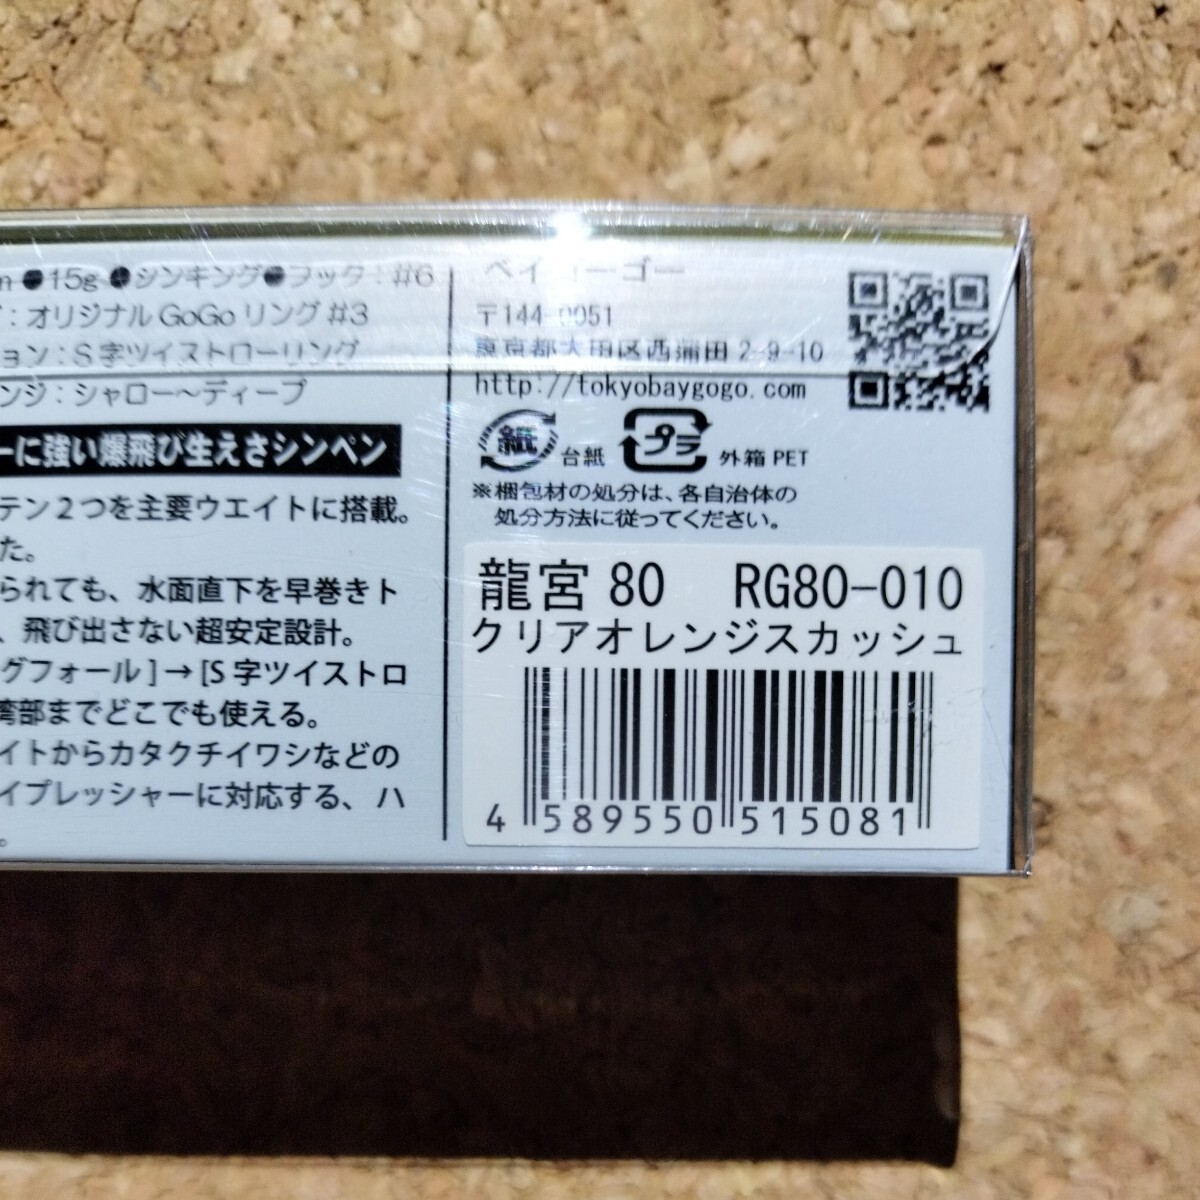 m ●15g ●シンキング●フック:#6
:オリジナル GoGo リング #3
ョン:S 字ツイストローリング
ンジ:シャロー〜ディープ
ーに強い爆飛び生えさシンペン
テン2つを主要ウエイトに搭載。
た。
られても、水面直下を早巻きト
、飛び出さない超安定設計。
グフォール]→[S 字ツイストロ
湾部までどこでも使える。
イトからカタクチイワシなどの
イプレッシャーに対応する、ハ
。
ベイゴーゴー
〒144-0051
東京都大田区西蒲田 2-9-10
http://tokyobaygogo.com
紙 台紙 プラ 外箱 PET
※梱包材の処分は、各自治体の
処分方法に従ってください。
龍宮 80 RG80-010
クリアオレンジスカッシュ
4 589550 515081